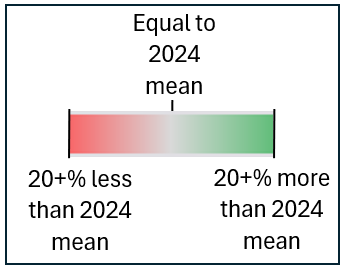 Equal to
2024
mean
20+% less
than 2024
mean
20+% more
than 2024
mean